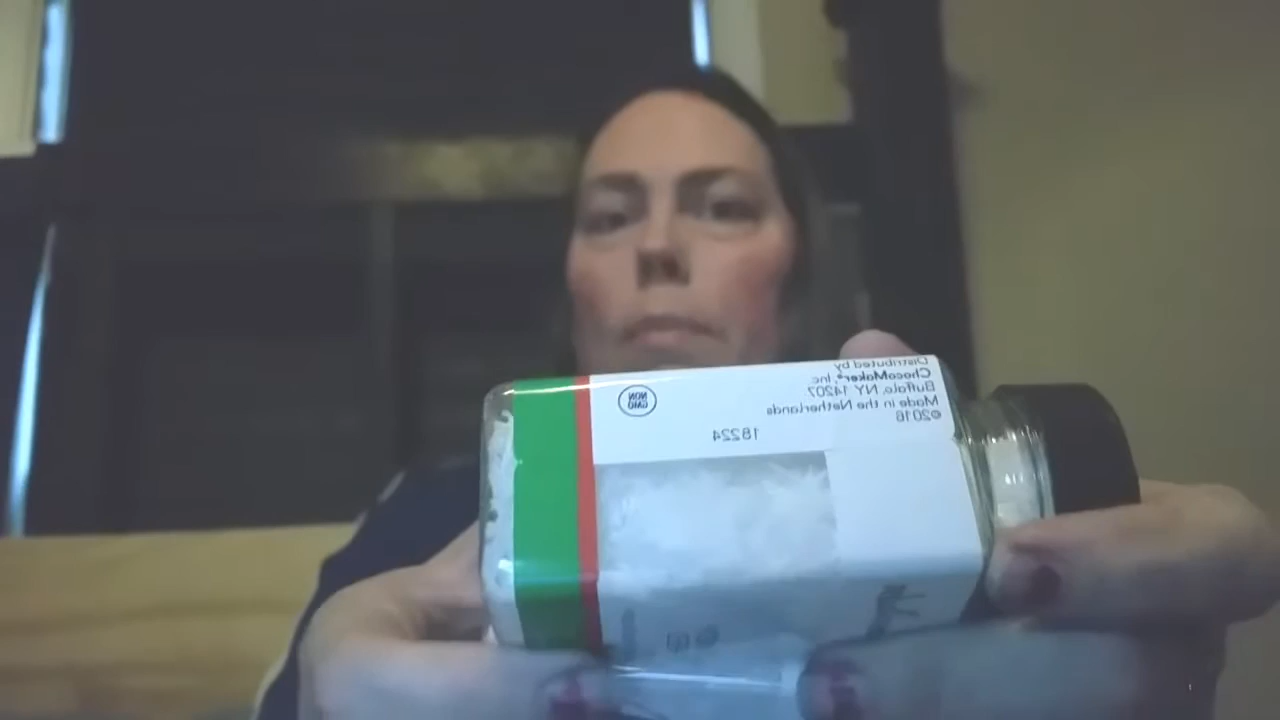 Distributed by
ChocoMaker®, Inc.
Buffalo, NY 14207
Made in the Netherlands
©2016
NON
GMO
18224